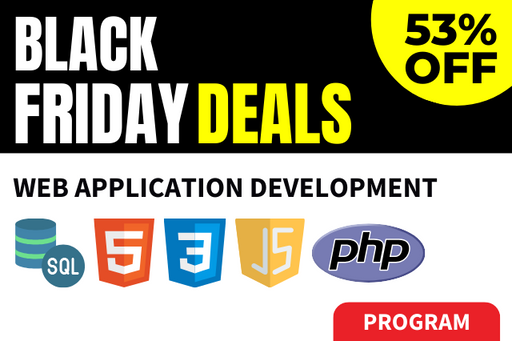 BLACK
FRIDAY DEALS
53%
OFF
WEB APPLICATION DEVELOPMENT
SQL
5
3
JS
php
PROGRAM